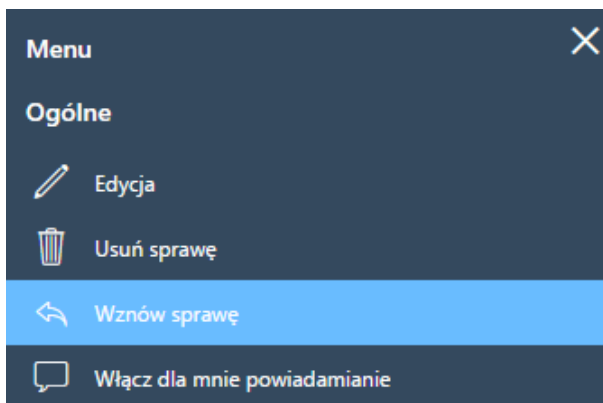 Menu
Ogólne
Edycja
Usuń sprawę
Wznów sprawę
Włącz dla mnie powiadamianie